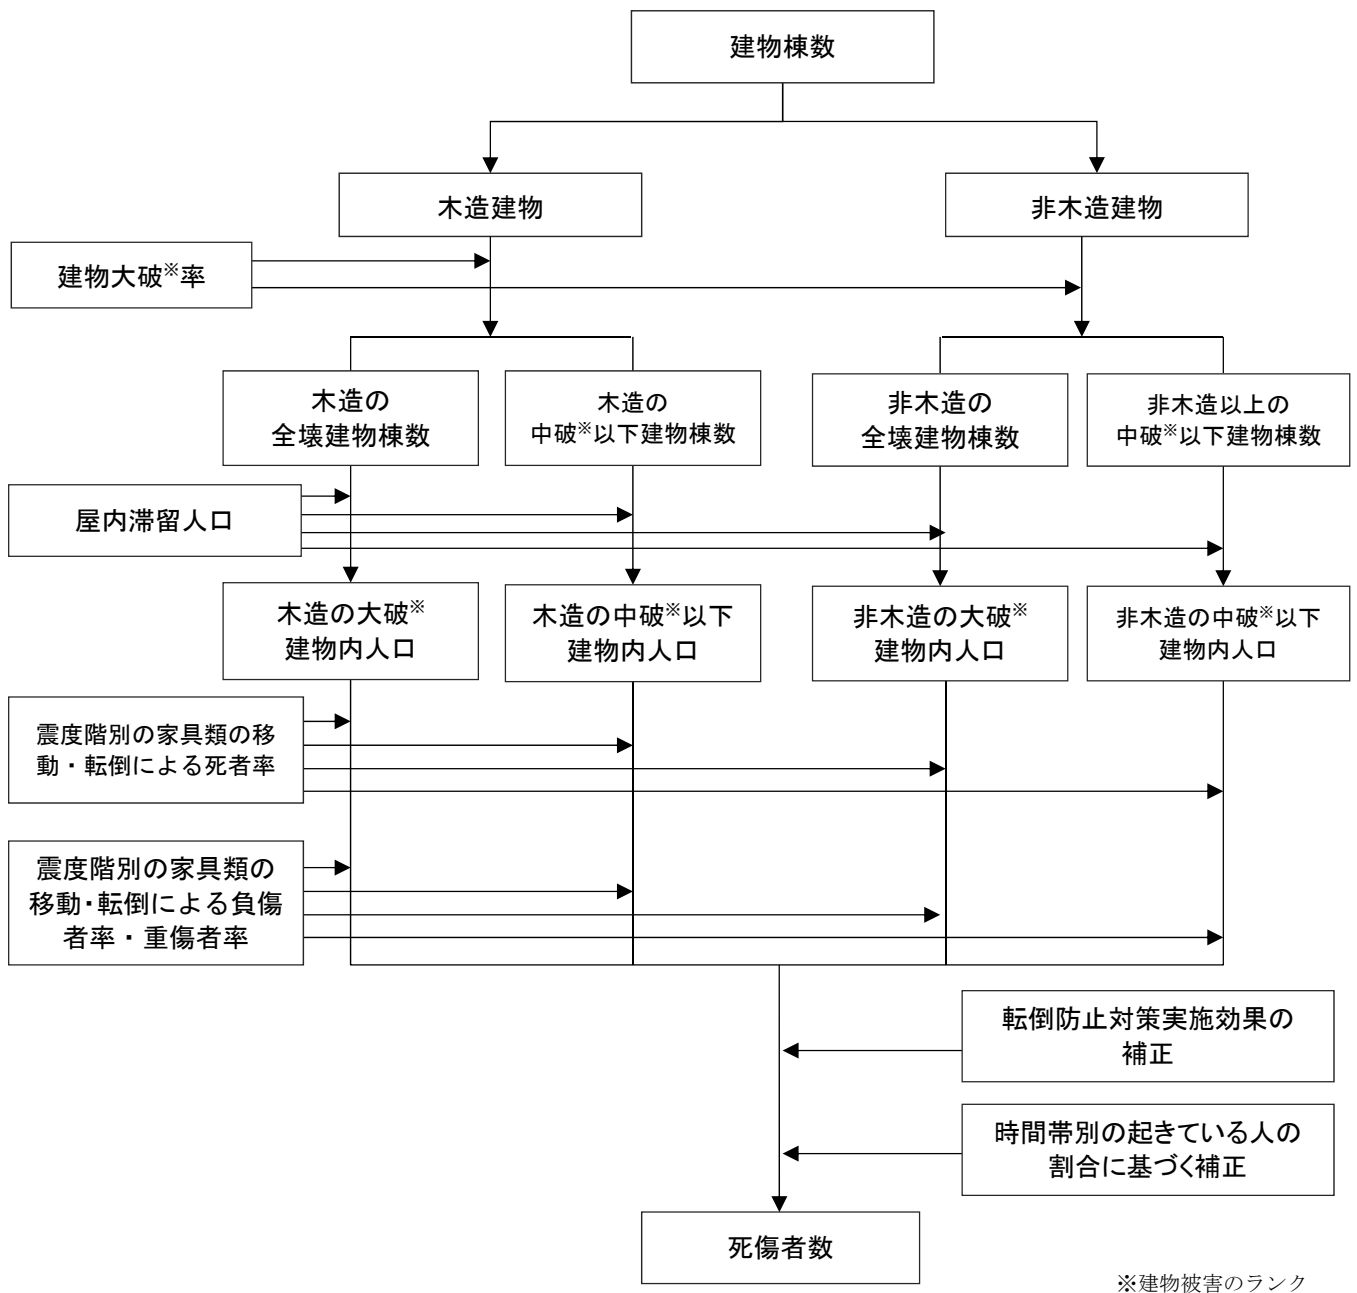 建物棟数
木造建物
非木造建物
建物大破※率
木造の
全壊建物棟数
木造の
中破※以下建物棟数
非木造の
全壊建物棟数
非木造以上の
中破※以下建物棟数
屋内滞留人口
木造の大破※
建物内人口
木造の中破※以下
建物内人口
非木造の大破※
建物内人口
非木造の中破※以下
建物内人口
震度階別の家具類の移
動・転倒による死者率
震度階別の家具類の
移動・転倒による負傷
者率・重傷者率
転倒防止対策実施効果の
補正
時間帯別の起きている人の
割合に基づく補正
死傷者数
※建物被害のランク